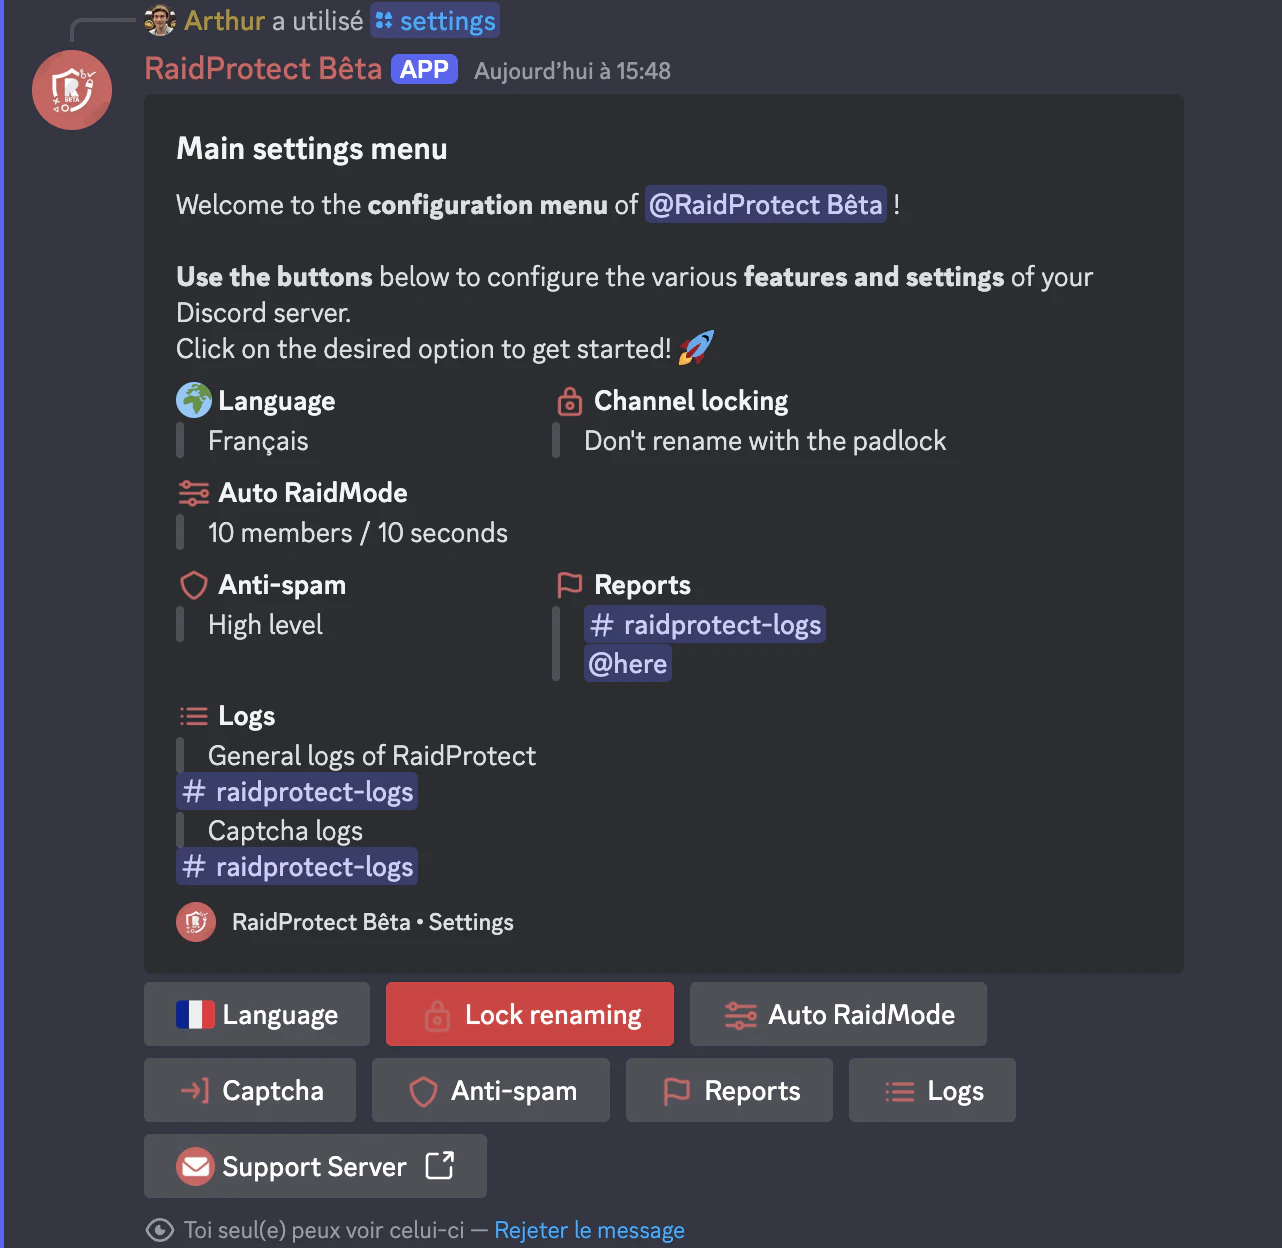 Arthur a utilisé settings
RaidProtect Bêta APP Aujourd’hui à 15:48
Main settings menu
Welcome to the configuration menu of @RaidProtect Bêta !
Use the buttons below to configure the various features and settings of your
Discord server.
Click on the desired option to get started! 🚀
Language Channel locking
Français Don't rename with the padlock
Auto RaidMode
10 members / 10 seconds
Anti-spam Reports
High level # raidprotect-logs
@here
Logs
General logs of RaidProtect
# raidprotect-logs
Captcha logs
# raidprotect-logs
RaidProtect Bêta • Settings
Language Lock renaming Auto RaidMode
Captcha Anti-spam Reports Logs
Support Server
Toi seul(e) peux voir celui-ci — Rejeter le message